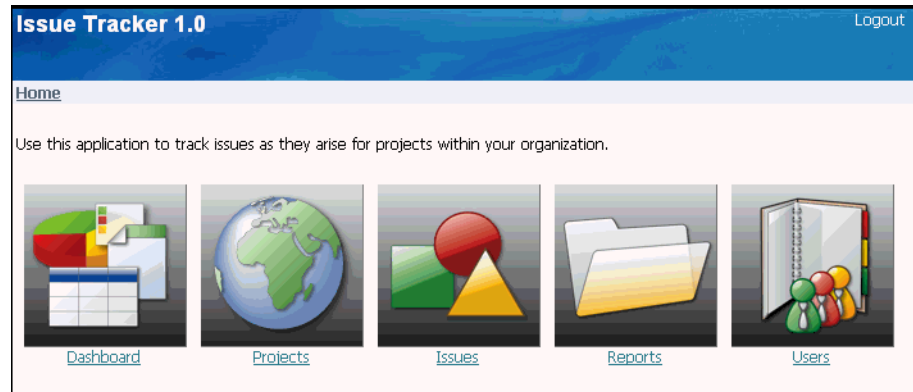 Issue Tracker 1.0
Logout
Home
Use this application to track issues as they arise for projects within your organization.
Dashboard
Projects
Issues
Reports
Users